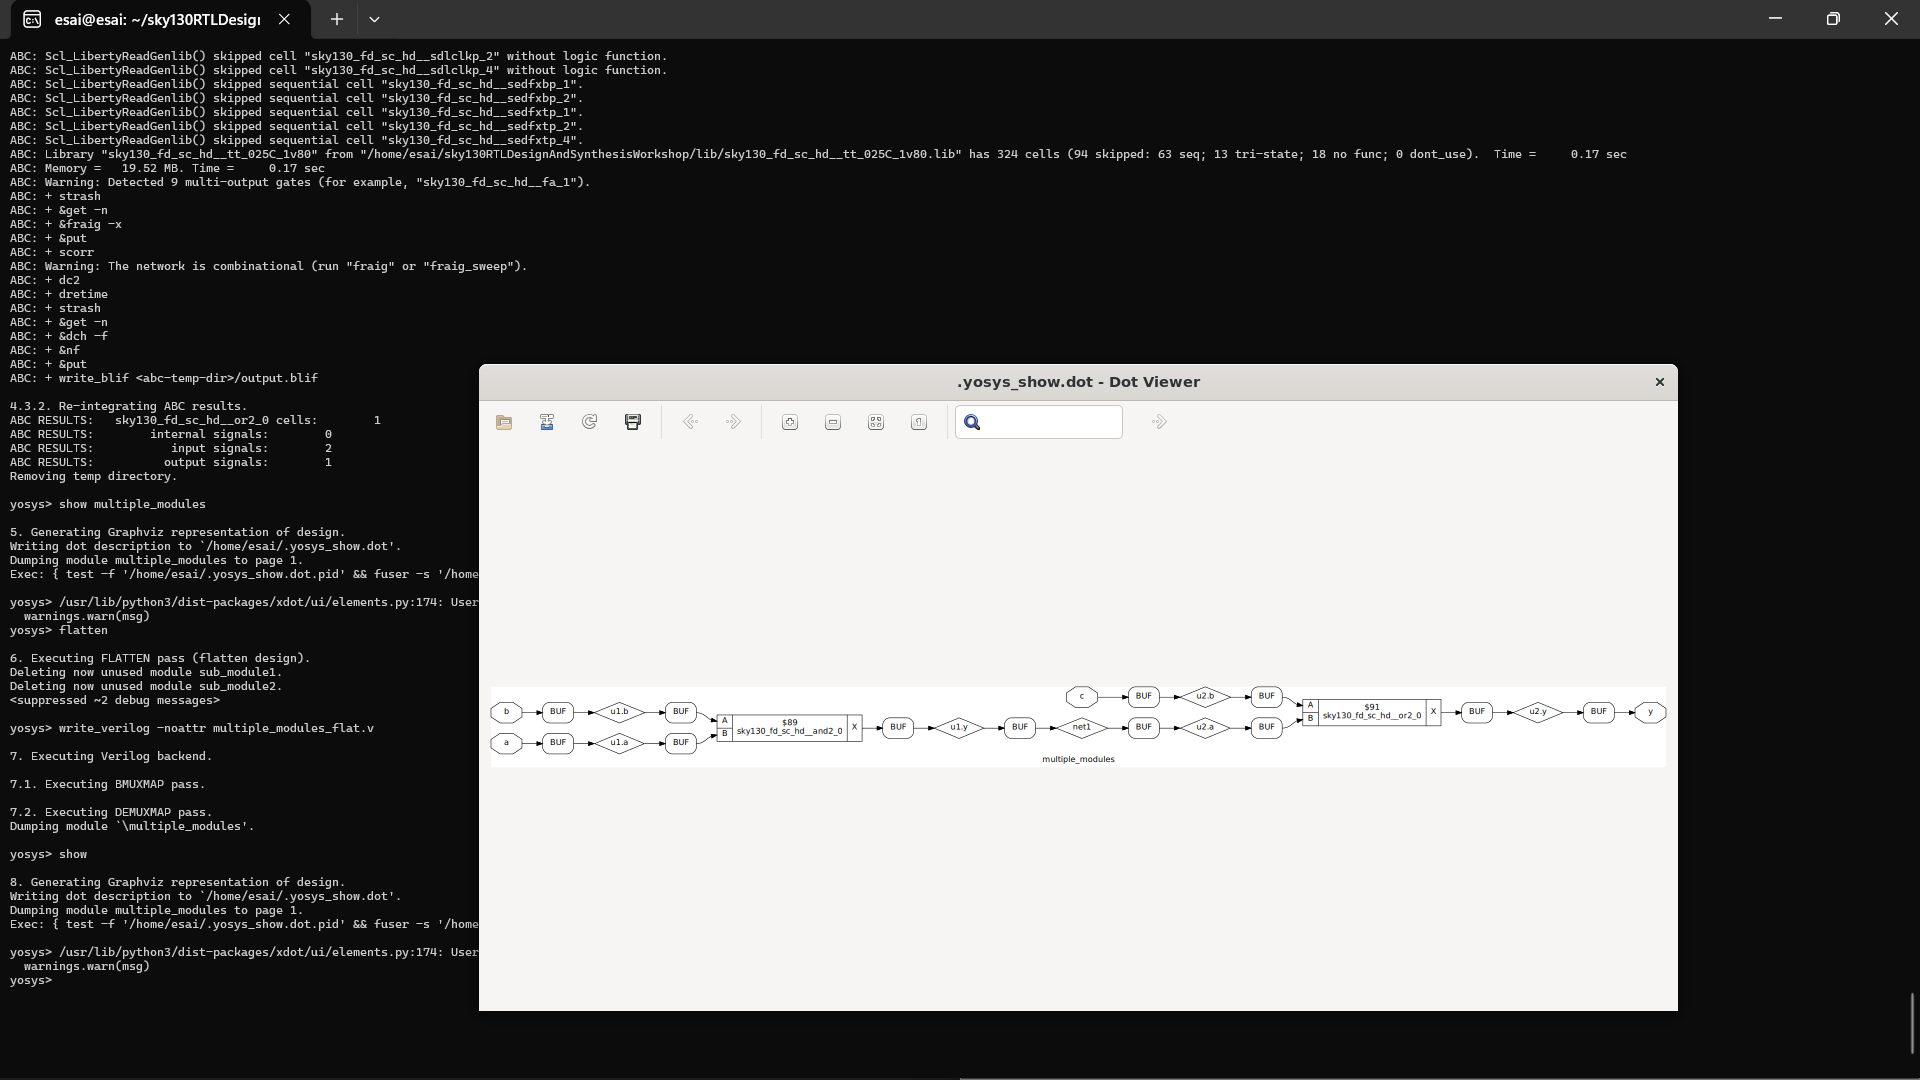 esai@esai: ~/sky130RTLDesign
ABC: Scl_LibertyReadGenlib() skipped cell "sky130_fd_sc_hd__sdlclkp_2" without logic function.
ABC: Scl_LibertyReadGenlib() skipped cell "sky130_fd_sc_hd__sdlclkp_4" without logic function.
ABC: Scl_LibertyReadGenlib() skipped sequential cell "sky130_fd_sc_hd__sedfxbp_1".
ABC: Scl_LibertyReadGenlib() skipped sequential cell "sky130_fd_sc_hd__sedfxbp_2".
ABC: Scl_LibertyReadGenlib() skipped sequential cell "sky130_fd_sc_hd__sedfxtp_1".
ABC: Scl_LibertyReadGenlib() skipped sequential cell "sky130_fd_sc_hd__sedfxtp_2".
ABC: Scl_LibertyReadGenlib() skipped sequential cell "sky130_fd_sc_hd__sedfxtp_4".
ABC: Library "sky130_fd_sc_hd__tt_025C_1v80" from "/home/esai/sky130RTLDesignAndSynthesisWorkshop/lib/sky130_fd_sc_hd__tt_025C_1v80.lib" has 324 cells (94 skipped: 63 seq; 13 tri-state; 18 no func; 0 dont_use).  Time =     0.17 sec
ABC: Memory =   19.52 MB. Time =     0.17 sec
ABC: Warning: Detected 9 multi-output gates (for example, "sky130_fd_sc_hd__fa_1").
ABC: + strash
ABC: + &get -n
ABC: + &fraig -x
ABC: + &put
ABC: + scorr
ABC: Warning: The network is combinational (run "fraig" or "fraig_sweep").
ABC: + dc2
ABC: + dretime
ABC: + strash
ABC: + &get -n
ABC: + &dch -f
ABC: + &nf
ABC: + &put
ABC: + write_blif <abc-temp-dir>/output.blif
4.3.2. Re-integrating ABC results.
ABC RESULTS:   sky130_fd_sc_hd__or2_0 cells:        1
ABC RESULTS:        internal signals:        0
ABC RESULTS:           input signals:        2
ABC RESULTS:          output signals:        1
Removing temp directory.
yosys> show multiple_modules
5. Generating Graphviz representation of design.
Writing dot description to `/home/esai/.yosys_show.dot'.
Dumping module multiple_modules to page 1.
Exec: { test -f '/home/esai/.yosys_show.dot.pid' && fuser -s '/home
yosys> /usr/lib/python3/dist-packages/xdot/ui/elements.py:174: User
warnings.warn(msg)
yosys> flatten
6. Executing FLATTEN pass (flatten design).
Deleting now unused module sub_module1.
Deleting now unused module sub_module2.
<suppressed ~2 debug messages>
yosys> write_verilog -noattr multiple_modules_flat.v
7. Executing Verilog backend.
7.1. Executing BMUXMAP pass.
7.2. Executing DEMUXMAP pass.
Dumping module `\multiple_modules'.
yosys> show
8. Generating Graphviz representation of design.
Writing dot description to `/home/esai/.yosys_show.dot'.
Dumping module multiple_modules to page 1.
Exec: { test -f '/home/esai/.yosys_show.dot.pid' && fuser -s '/home
yosys> /usr/lib/python3/dist-packages/xdot/ui/elements.py:174: User
warnings.warn(msg)
yosys>
.yosys_show.dot - Dot Viewer
c BUF u2.b BUF
b BUF u1.b BUF
a BUF u1.a BUF
A
B
$89
sky130_fd_sc_hd__and2_0
X
BUF u1.y BUF net1 BUF u2.a BUF
A
B
$91
sky130_fd_sc_hd__or2_0
X
BUF u2.y BUF y
multiple_modules